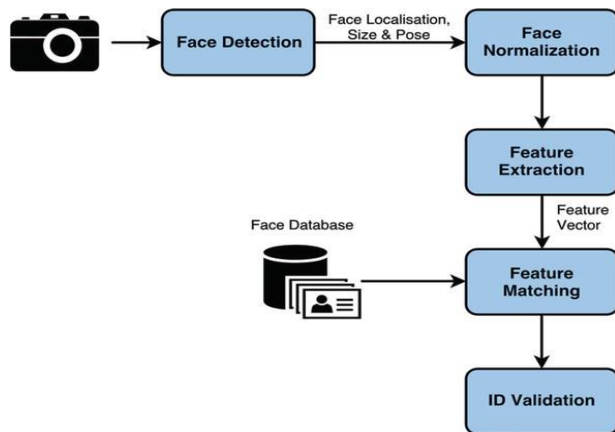 Face Detection
Face Localisation,
Size & Pose
Face
Normalization
Feature
Extraction
Feature
Vector
Face Database
Feature
Matching
ID Validation